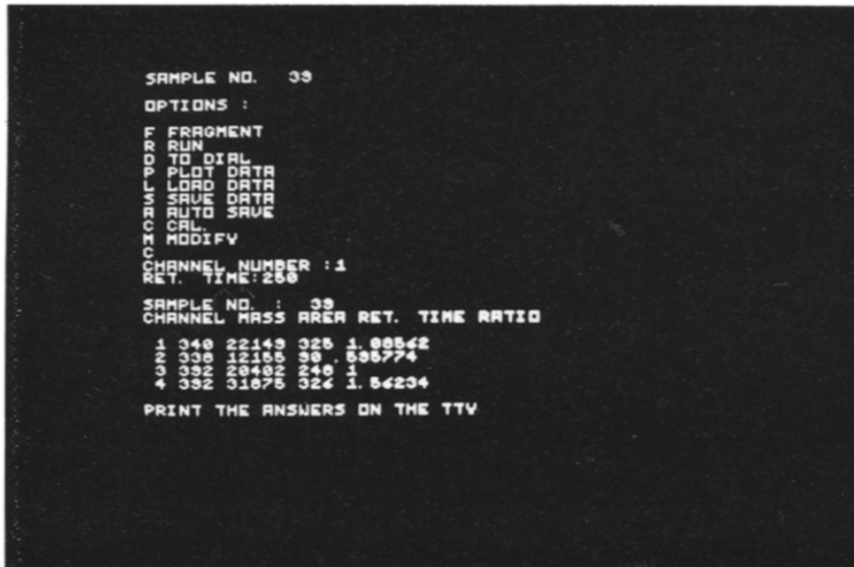 SAMPLE NO. 39
OPTIONS :
F FRAGMENT
R RUN
D TO DIAL
P PLOT DATA
L LOAD DATA
S SAVE DATA
A AUTO SAVE
C CAL.
M MODIFY
C
CHANNEL NUMBER :1
RET. TIME:250
SAMPLE NO. : 39
CHANNEL MASS AREA RET. TIME RATIO
1 340 22149 325 1.08562
2 338 12155 90 .595774
3 392 20402 248 1
4 392 31875 326 1.56234
PRINT THE ANSWERS ON THE TTY